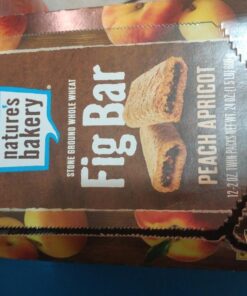 nature's
bakery
STONE GROUND WHOLE WHEAT
Fig Bar
PEACH APRICOT